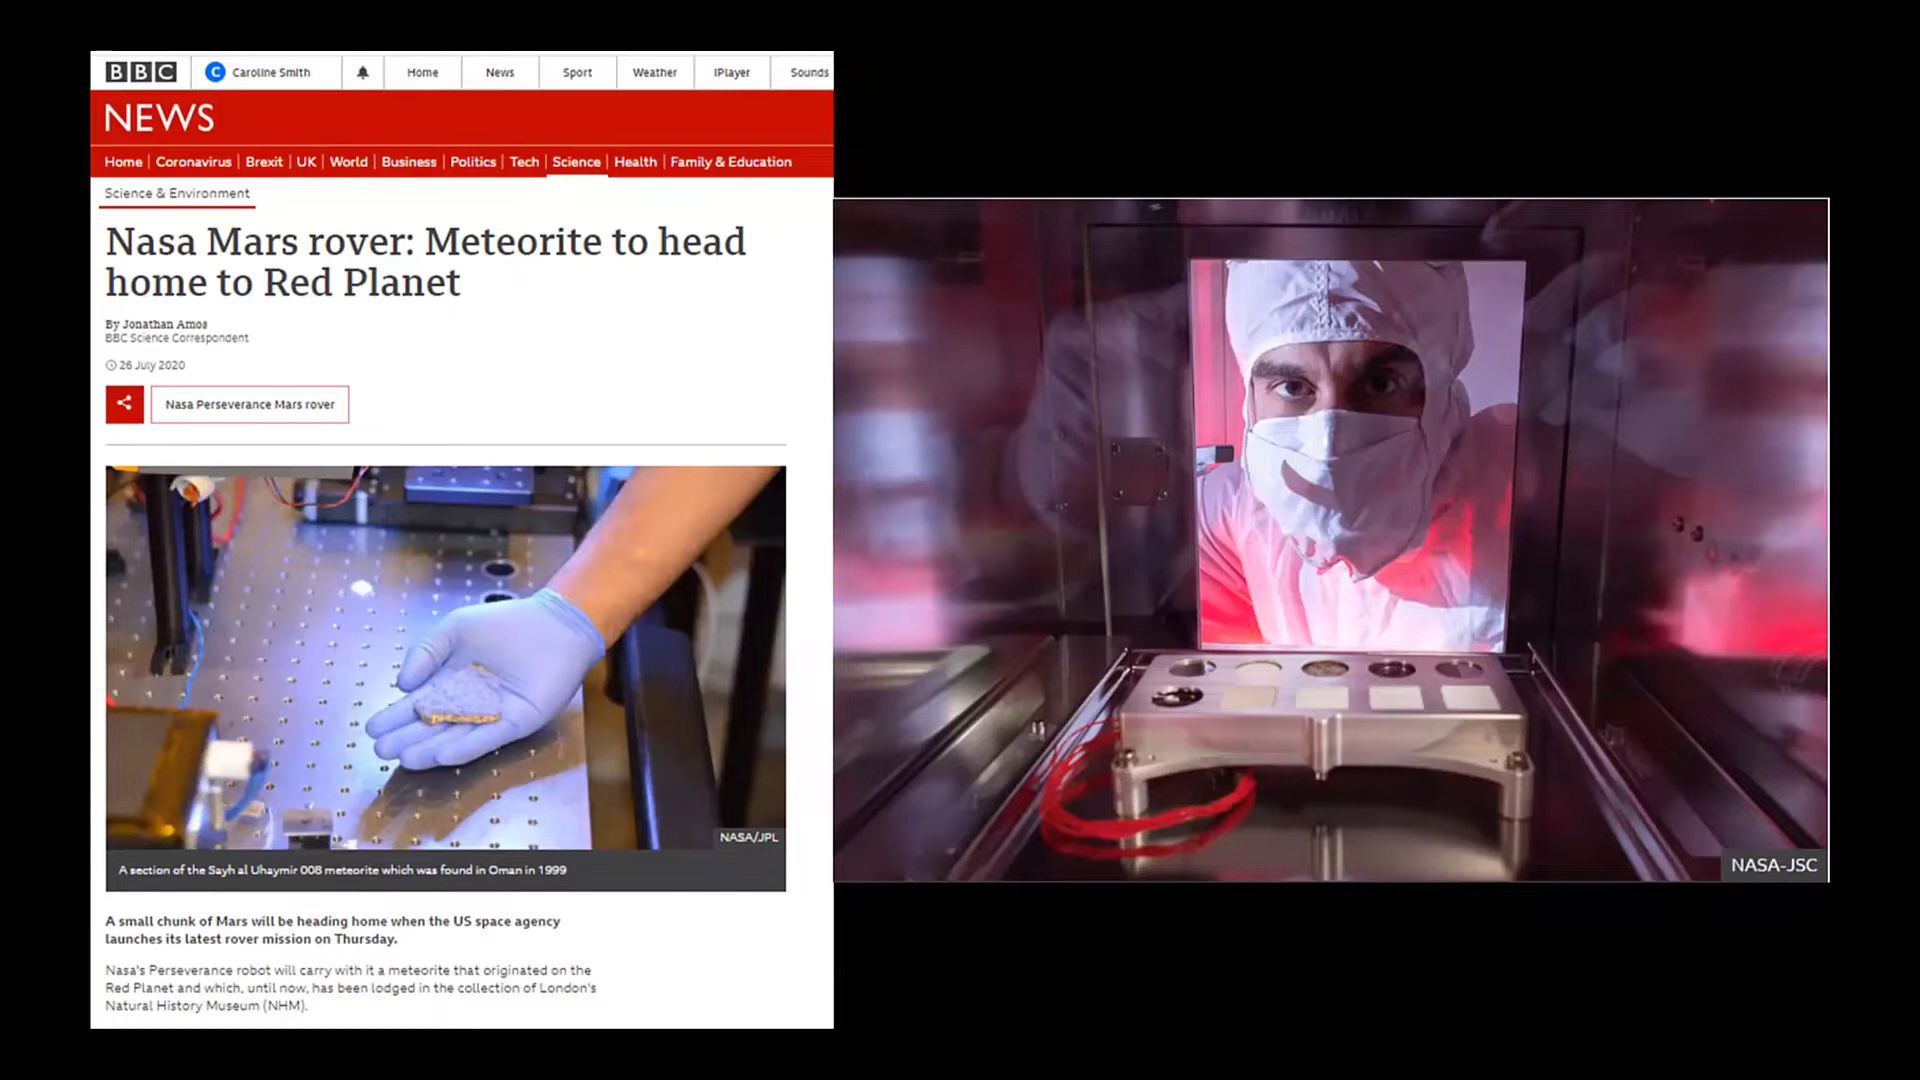 BBC
C Caroline Smith Home News Sport Weather IPlayer Sounds
NEWS
Home | Coronavirus | Brexit | UK | World | Business | Politics | Tech | Science | Health | Family & Education
Science & Environment
Nasa Mars rover: Meteorite to head
home to Red Planet
By Jonathan Amos
BBC Science Correspondent
26 July 2020
Nasa Perseverance Mars rover
NASA/JPL
A section of the Sayh al Uhaymir 008 meteorite which was found in Oman in 1999
A small chunk of Mars will be heading home when the US space agency
launches its latest rover mission on Thursday.
Nasa's Perseverance robot will carry with it a meteorite that originated on the
Red Planet and which, until now, has been lodged in the collection of London's
Natural History Museum (NHM).
NASA-JSC